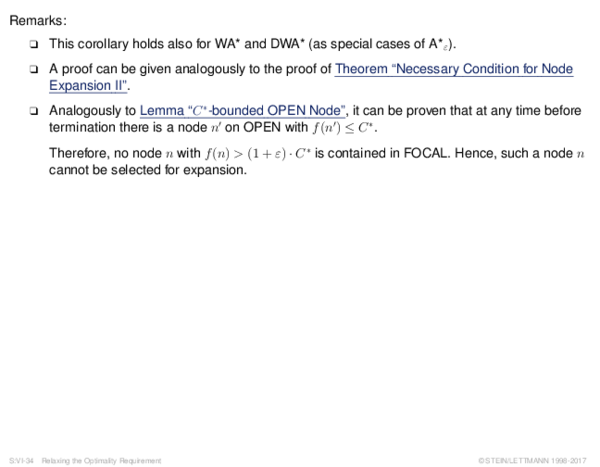 Remarks:
❑ This corollary holds also for WA* and DWA* (as special cases of A*ε).
❑ A proof can be given analogously to the proof of Theorem “Necessary Condition for Node
Expansion II”.
❑ Analogously to Lemma “C*-bounded OPEN Node”, it can be proven that at any time before
termination there is a node n′ on OPEN with f(n′) ≤ C*.
Therefore, no node n with f(n) > (1 + ε) · C* is contained in FOCAL. Hence, such a node n
cannot be selected for expansion.
S:VI-34 Relaxing the Optimality Requirement ©STEIN/LETTMANN 1998-2017